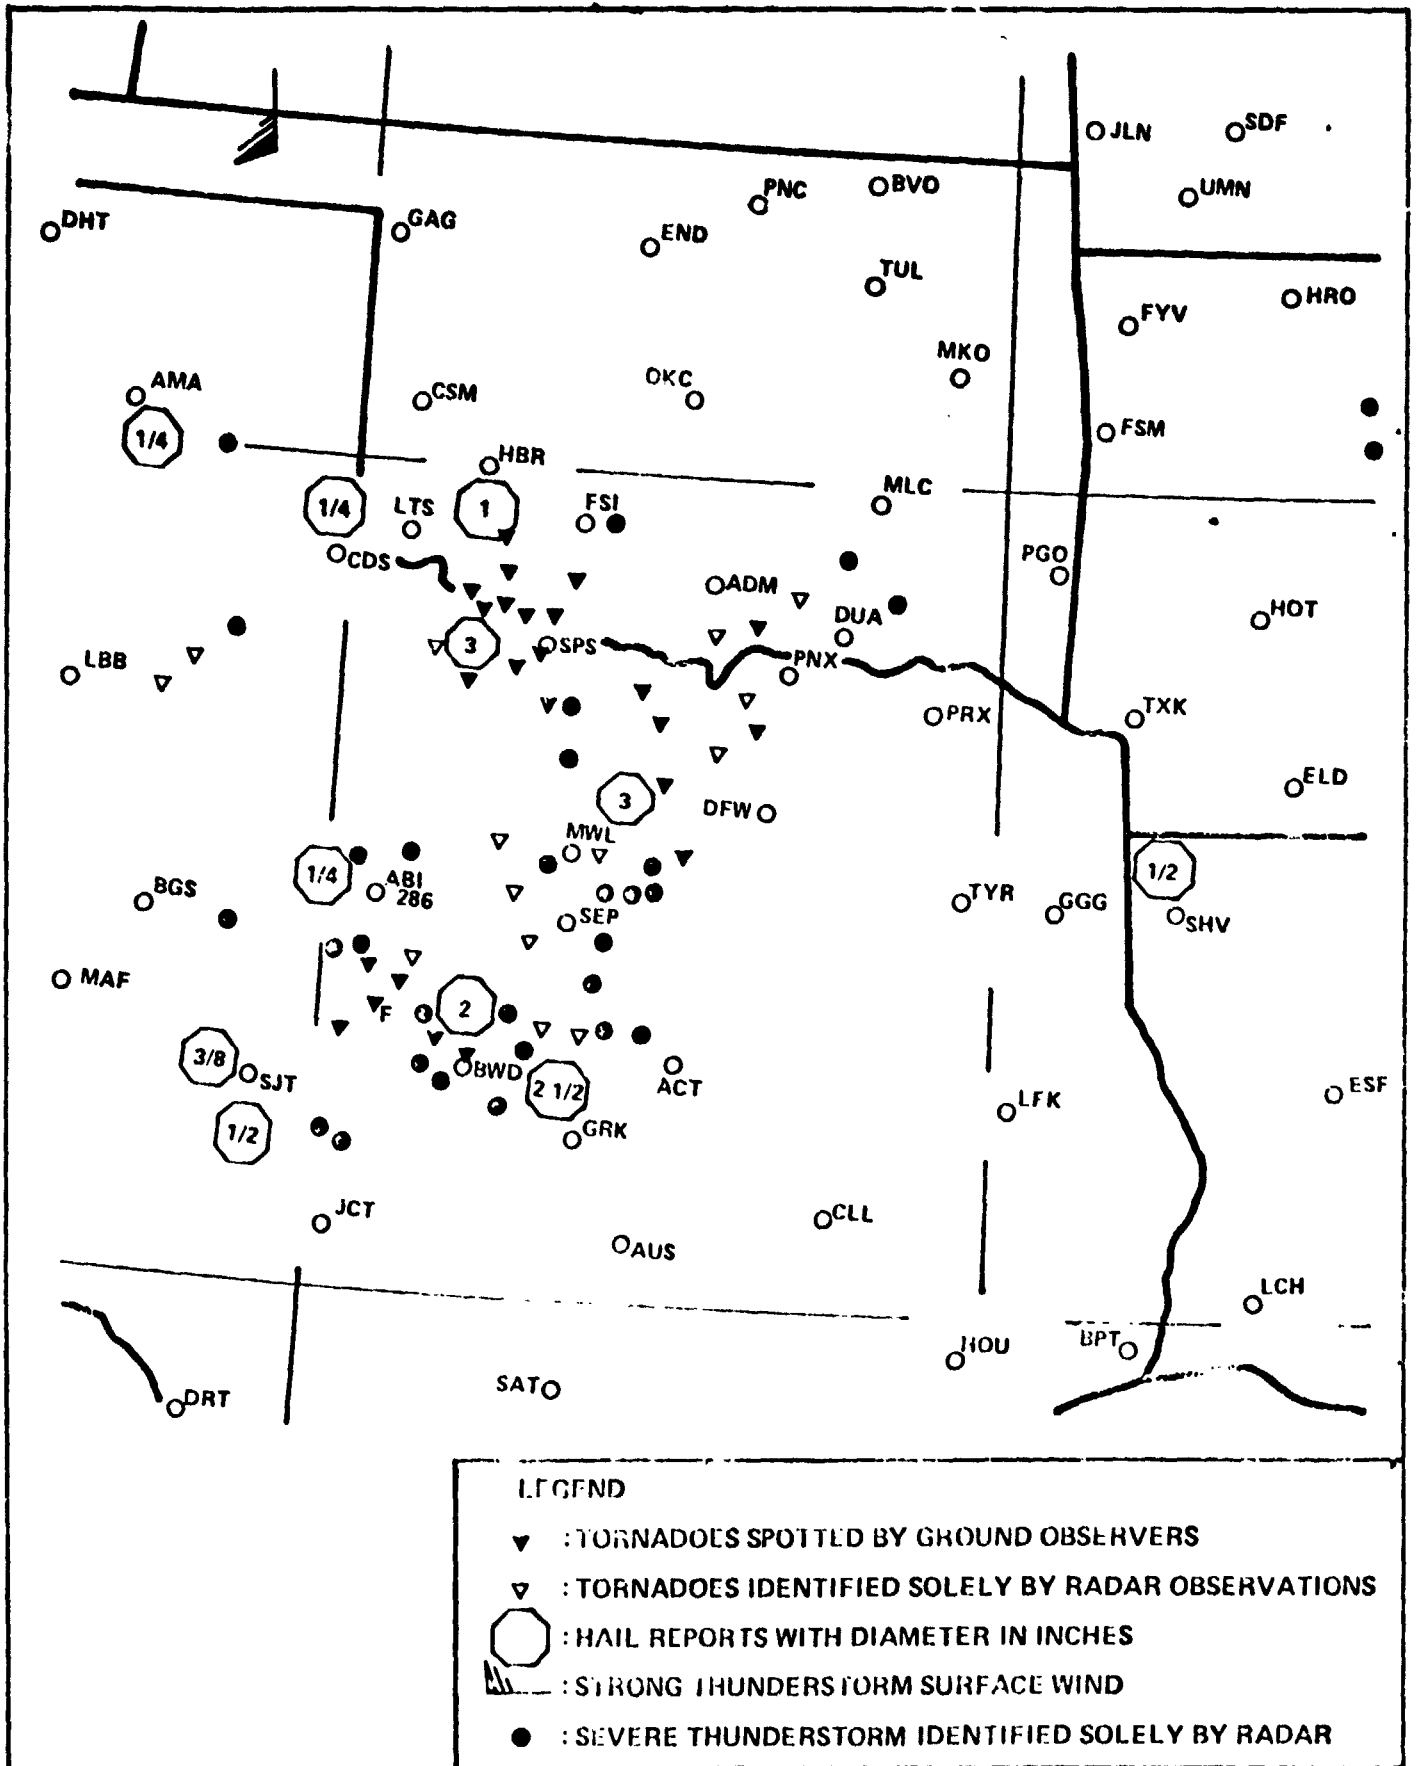 JLN
SDF
PNC
BVO
UMN
DHT
GAG
END
TUL
HRO
FYV
MKO
AMA
CSM
OKC
1/4
FSM
HBR
1/4
LTS
1
FSI
MLC
CDS
PGO
ADM
HOT
DUA
LBB
3
SPS
PNX
PRX
TXK
ELD
3
DFW
MWL
1/4
ABI
286
1/2
BGS
TYR
GGG
SEP
SHV
MAF
2
F
3/8
SJT
BWD
2 1/2
ACT
ESF
LFK
1/2
GRK
JCT
CLL
AUS
LCH
HOU
BPT
SAT
DRT
LEGEND
: TORNADOES SPOTTED BY GROUND OBSERVERS
: TORNADOES IDENTIFIED SOLELY BY RADAR OBSERVATIONS
: HAIL REPORTS WITH DIAMETER IN INCHES
: STRONG THUNDERSTORM SURFACE WIND
: SEVERE THUNDERSTORM IDENTIFIED SOLELY BY RADAR